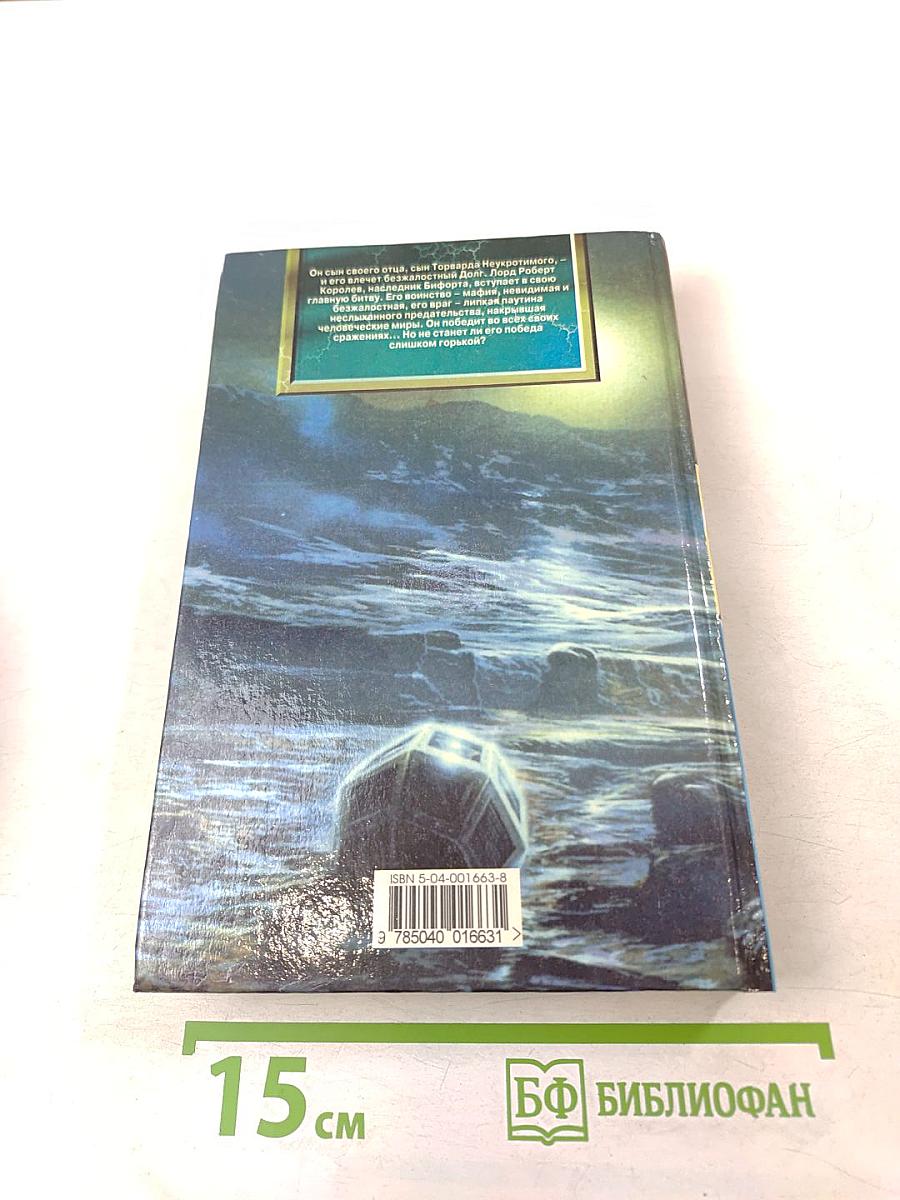 Он сын своего отца, сын Торварда Неукротимого, –
и его влечет безжалостный Долг. Лорд Роберт
Королев, наследник Бифорта, вступает в свою
главную битву. Его воинство – мафия, невидимая и
безжалостная, его враг – липкая паутина
неслыханного предательства, накрывшая
человеческие миры. Он победит во всех своих
сражениях... Но не станет ли его победа
слишком горькой?
ISBN 5-04-001663-8
9 785040 016631 >
15 см
БФ БИБЛИОФАН